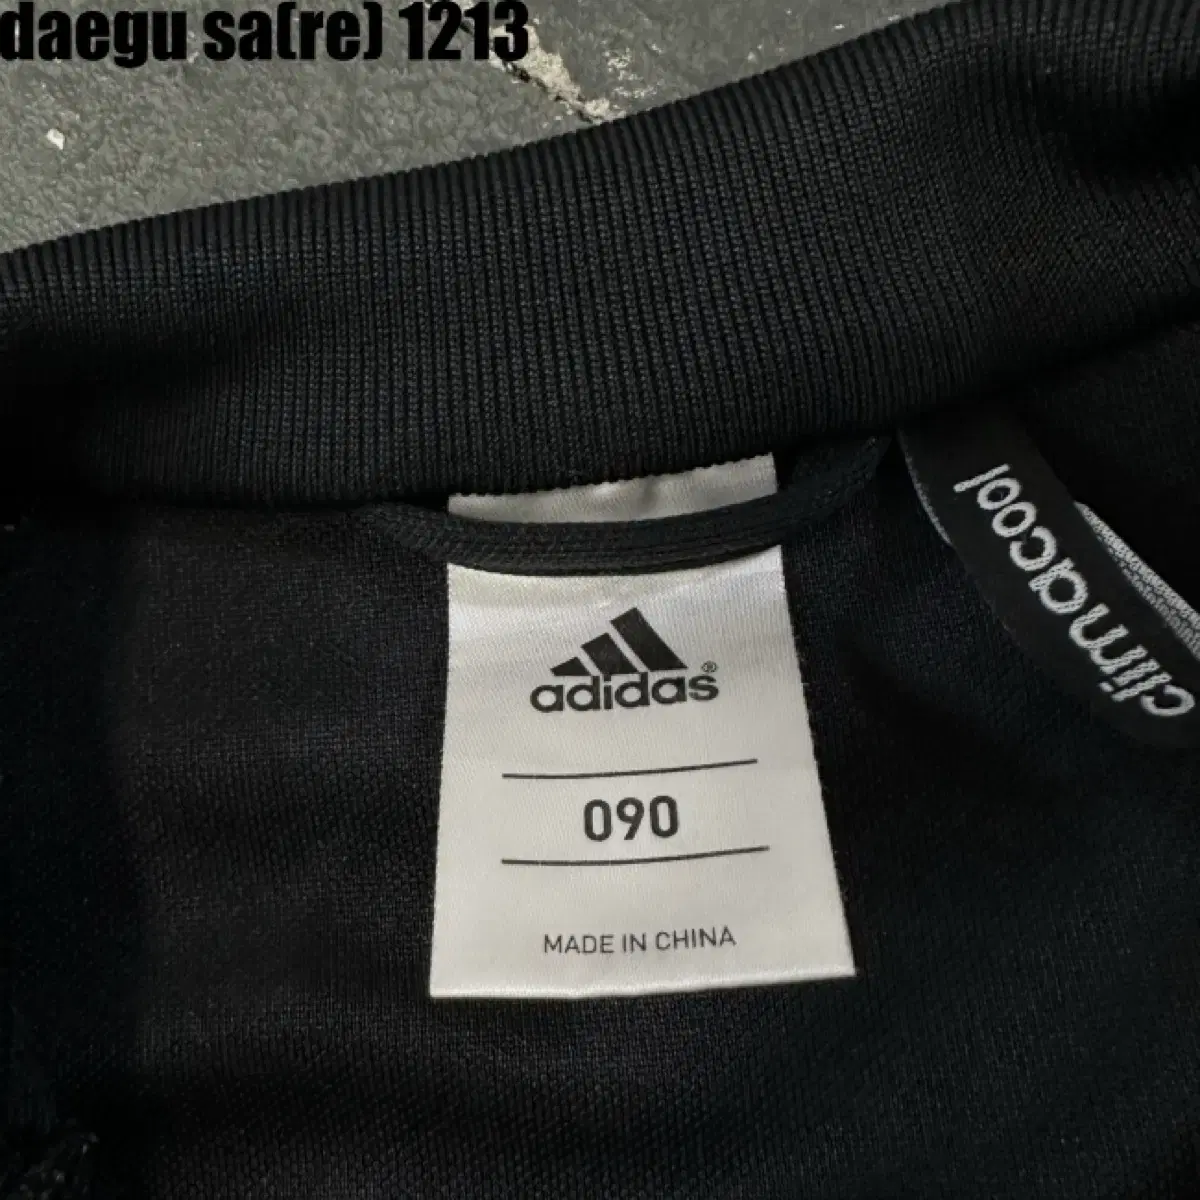 daegu sa(re) 1213
climacool
adidas®
090
MADE IN CHINA